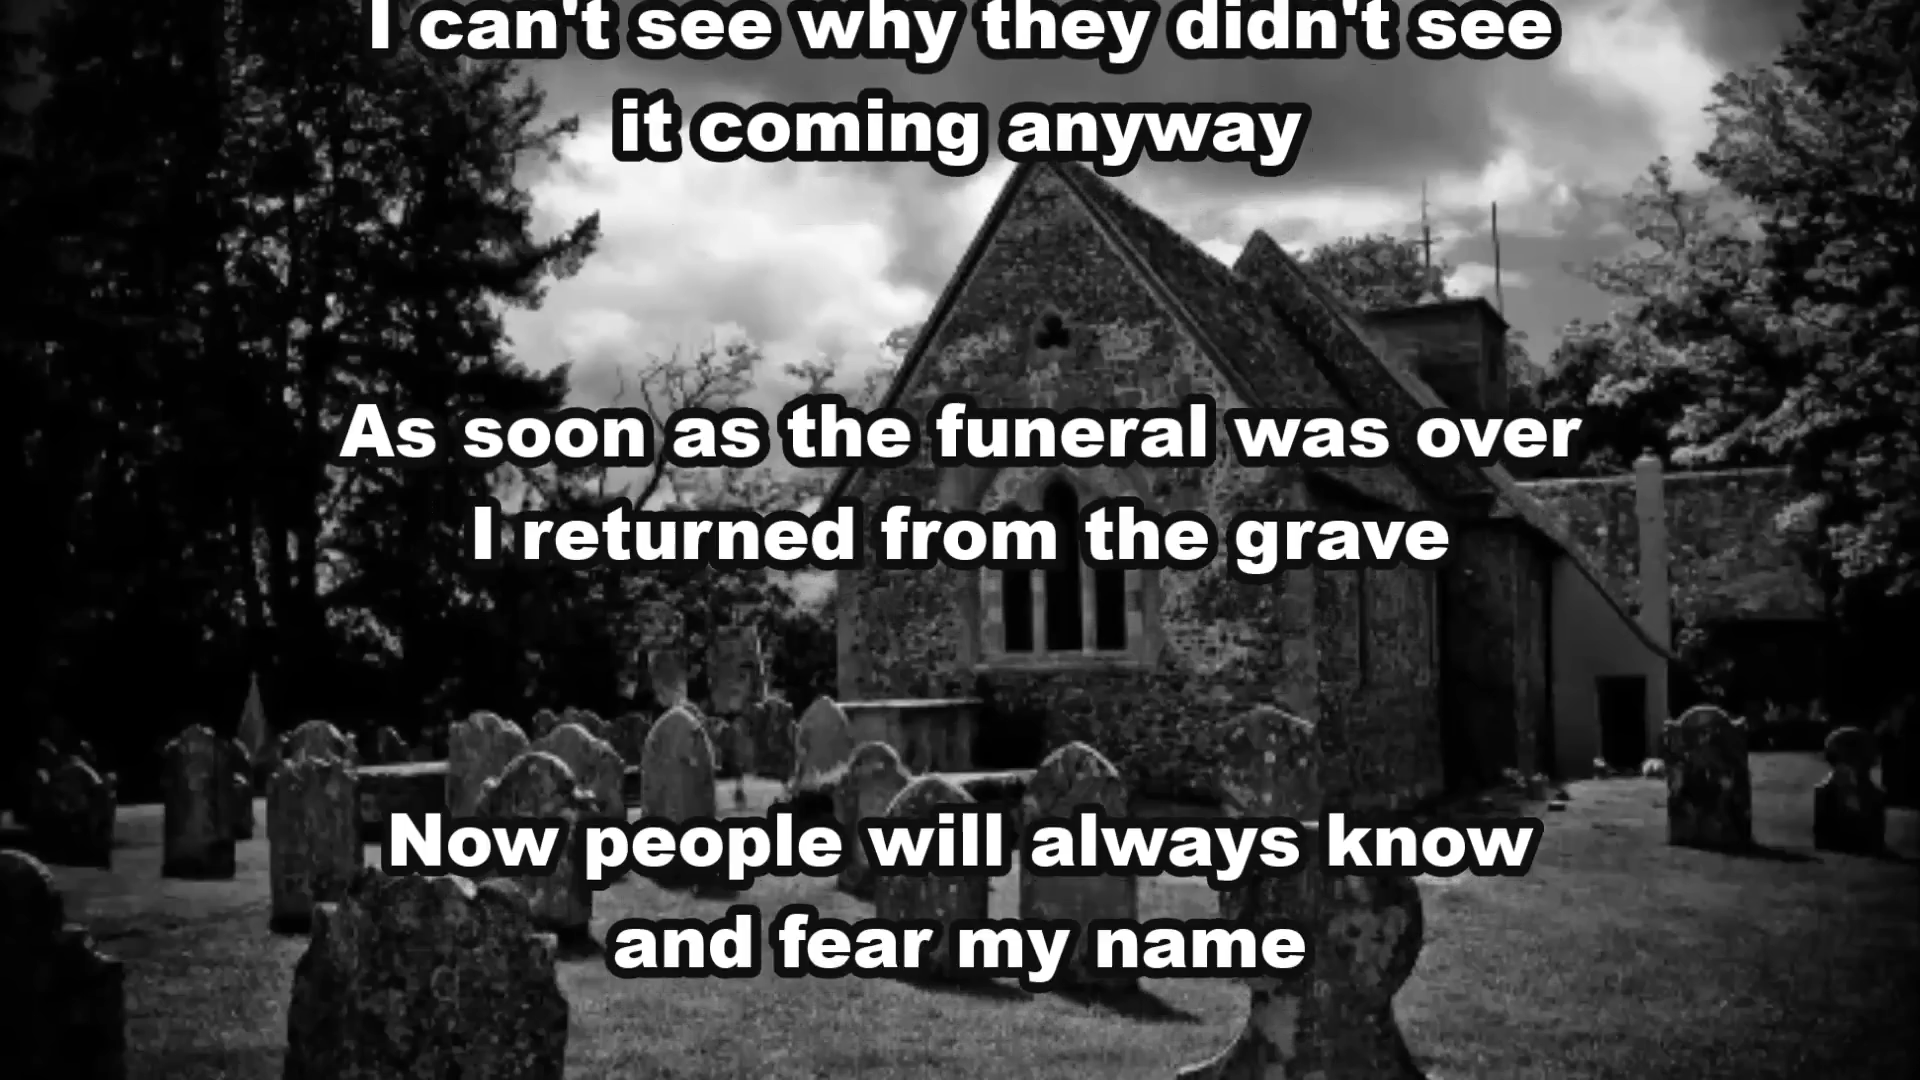 I can't see why they didn't see
it coming anyway
As soon as the funeral was over
I returned from the grave
Now people will always know
and fear my name